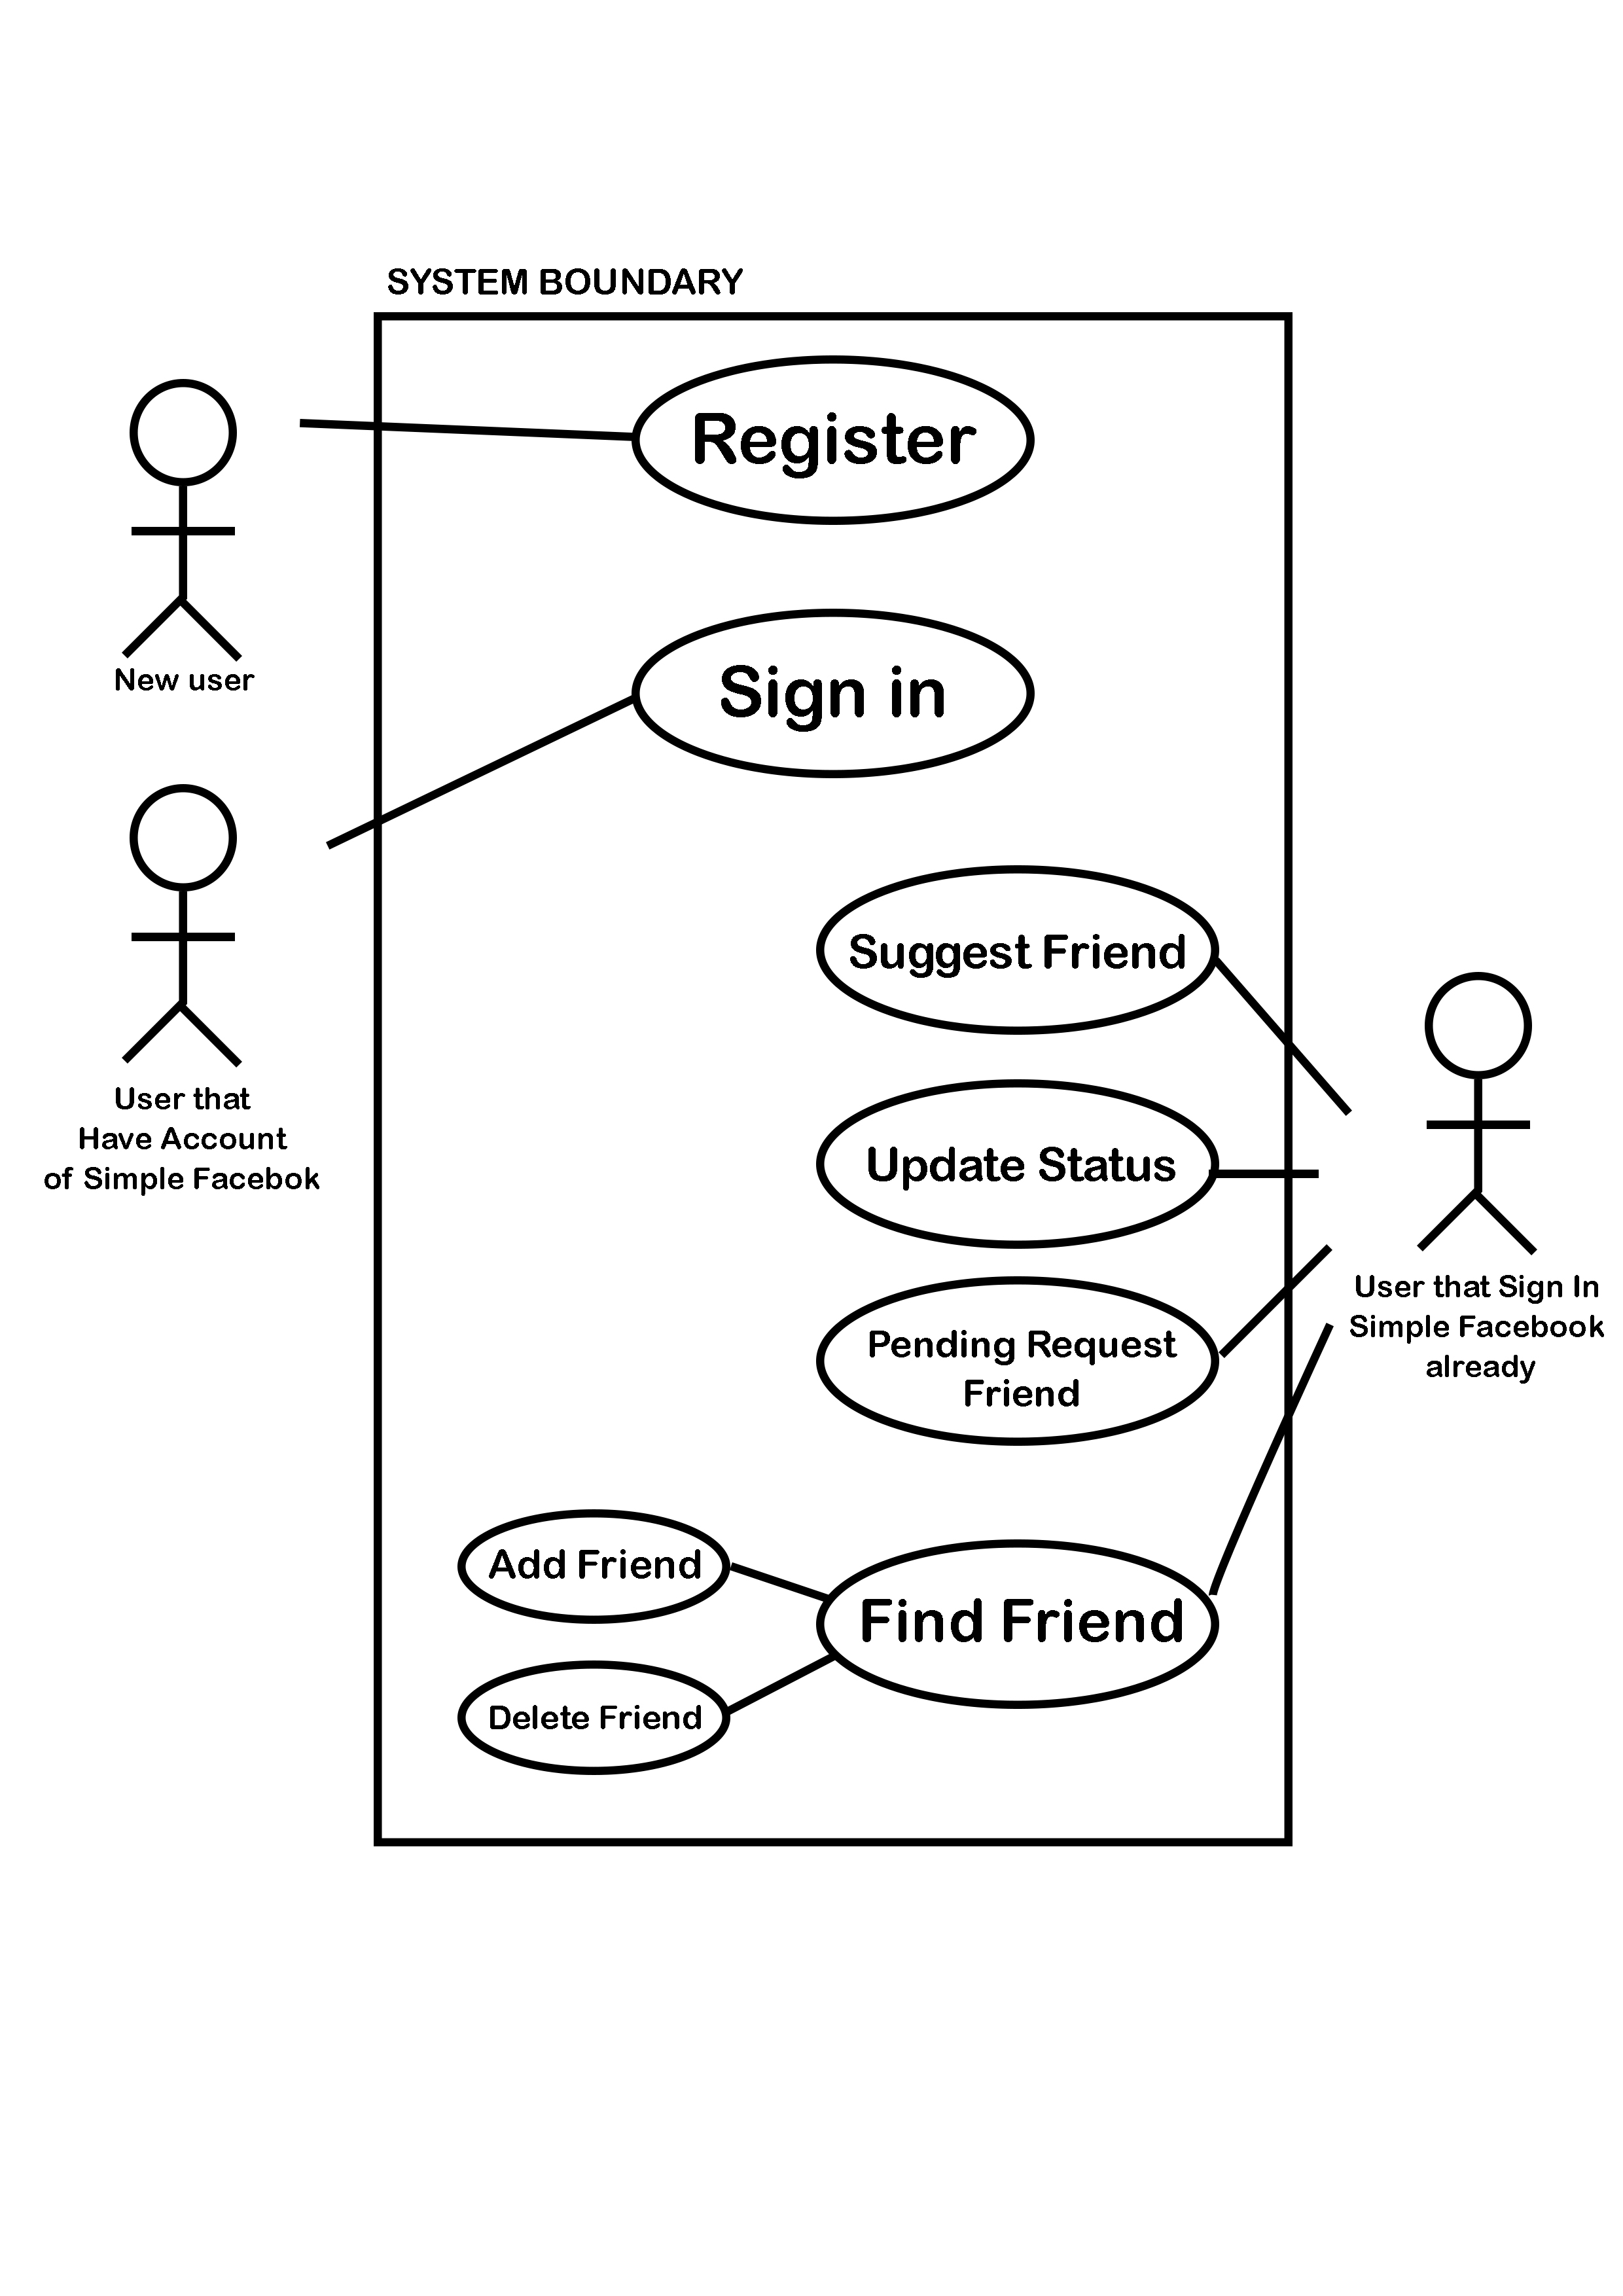 SYSTEM BOUNDARY
Register
New user
Sign in
User that
Have Account
of Simple Facebok
Suggest Friend
Update Status
Pending Request
Friend
User that Sign In
Simple Facebook
already
Add Friend
Find Friend
Delete Friend